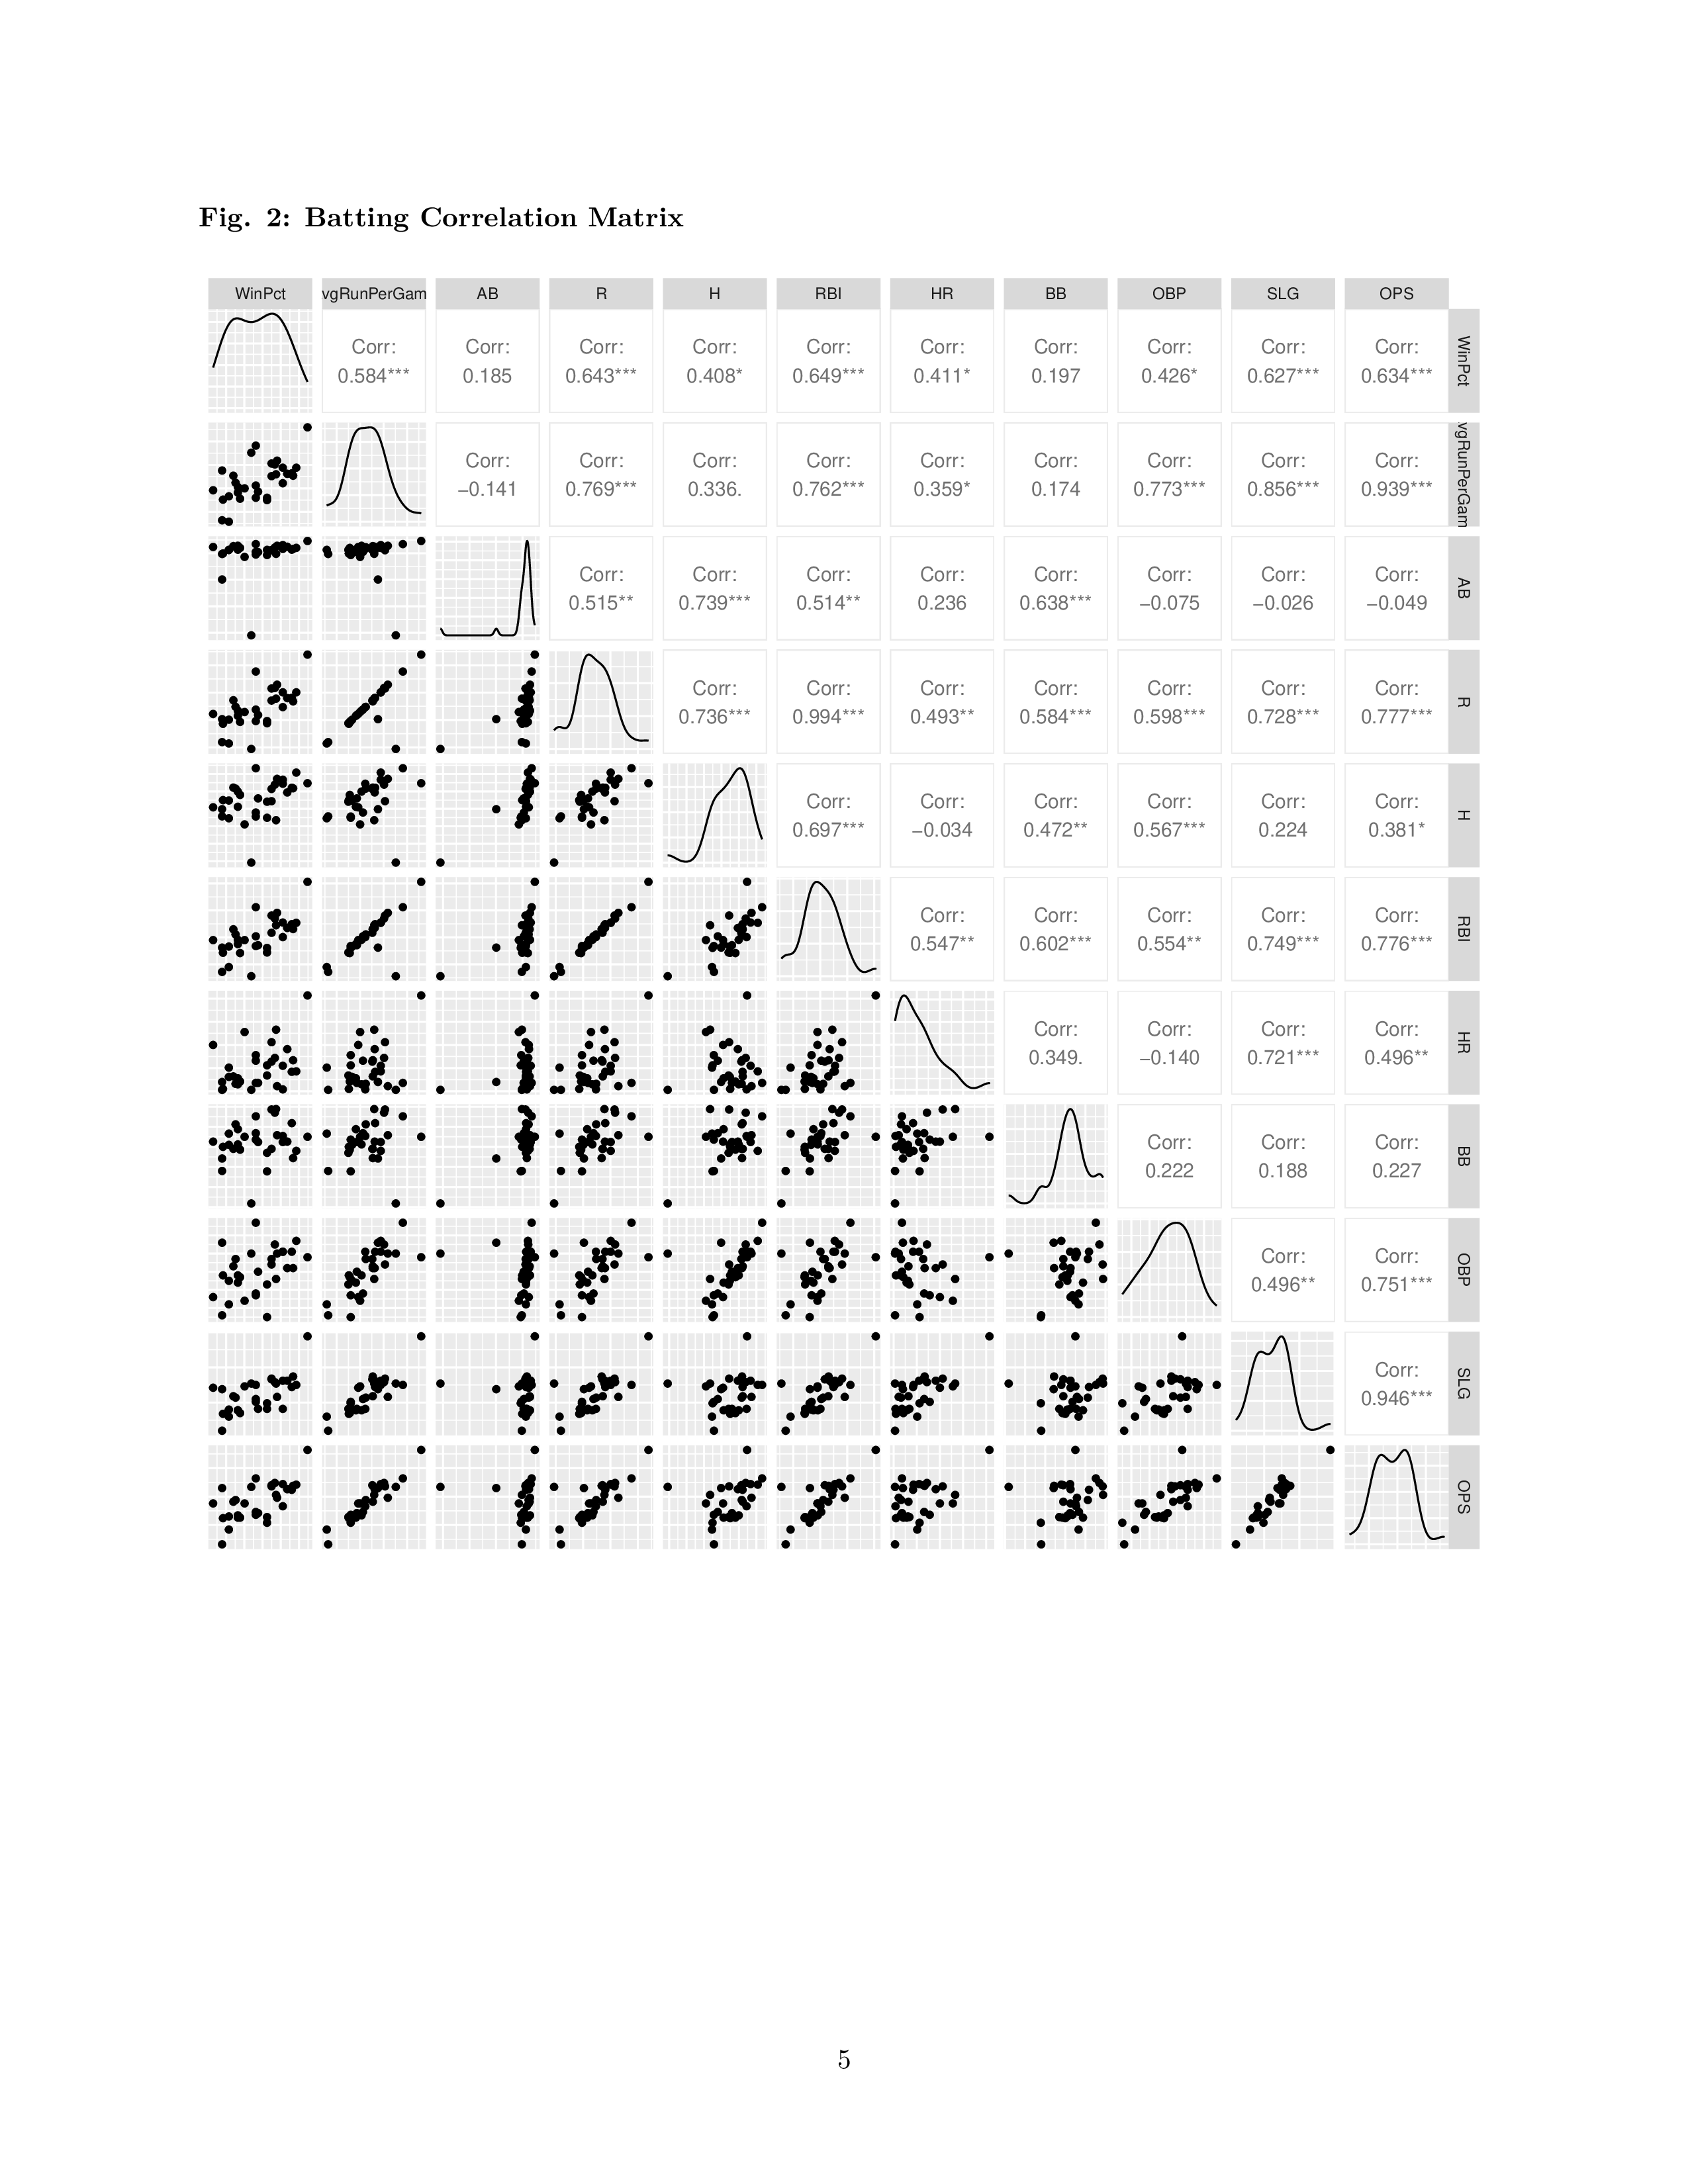 Fig. 2: Batting Correlation Matrix
WinPct vgRunPerGam AB R H RBI HR BB OBP SLG OPS
Corr: Corr: Corr: Corr: Corr: Corr: Corr: Corr: Corr: Corr:
0.584*** 0.185 0.643*** 0.408* 0.649*** 0.411* 0.197 0.426* 0.627*** 0.634***
WinPct
Corr: Corr: Corr: Corr: Corr: Corr: Corr: Corr: Corr:
−0.141 0.769*** 0.336. 0.762*** 0.359* 0.174 0.773*** 0.856*** 0.939***
vgRunPerGam
Corr: Corr: Corr: Corr: Corr: Corr: Corr: Corr:
0.515** 0.739*** 0.514** 0.236 0.638*** −0.075 −0.026 −0.049
AB
Corr: Corr: Corr: Corr: Corr: Corr: Corr:
0.736*** 0.994*** 0.493** 0.584*** 0.598*** 0.728*** 0.777***
R
Corr: Corr: Corr: Corr: Corr: Corr:
0.697*** −0.034 0.472** 0.567*** 0.224 0.381*
H
Corr: Corr: Corr: Corr: Corr:
0.547** 0.602*** 0.554** 0.749*** 0.776***
RBI
Corr: Corr: Corr: Corr:
0.349. −0.140 0.721*** 0.496**
HR
Corr: Corr: Corr:
0.222 0.188 0.227
BB
Corr: Corr:
0.496** 0.751***
OBP
Corr:
0.946***
SLG
OPS
5